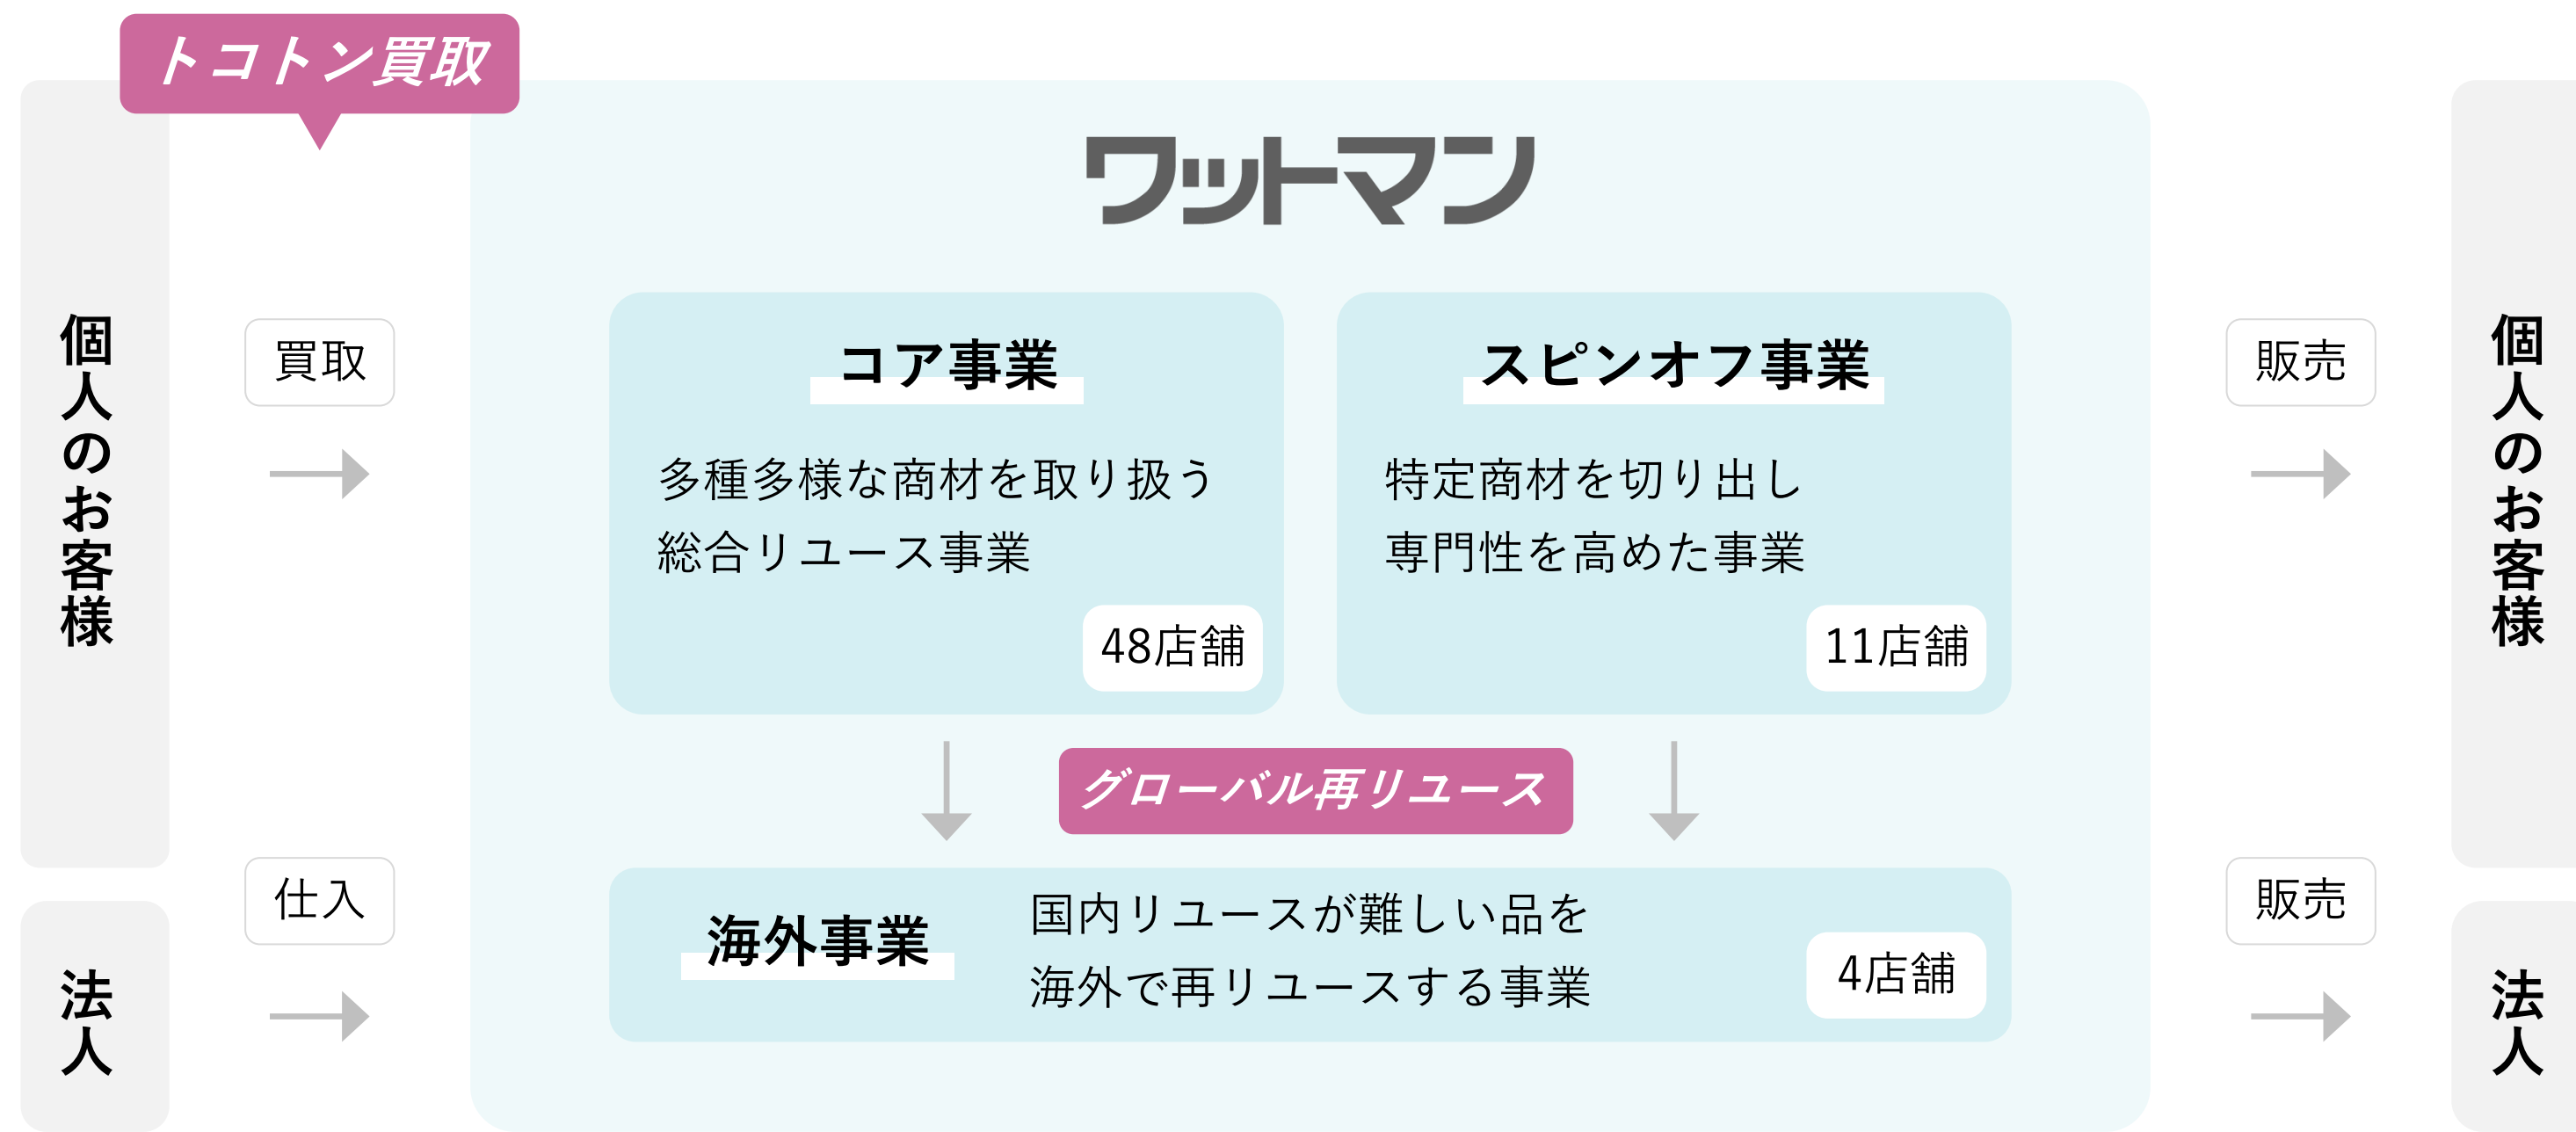 トコトン買取
個人のお客様
買取
仕入
法人
ワットマン
コア事業
多種多様な商材を取り扱う
総合リユース事業
48店舗
スピンオフ事業
特定商材を切り出し
専門性を高めた事業
11店舗
グローバル再リユース
海外事業
国内リユースが難しい品を
海外で再リユースする事業
4店舗
販売
販売
個人のお客様
法人